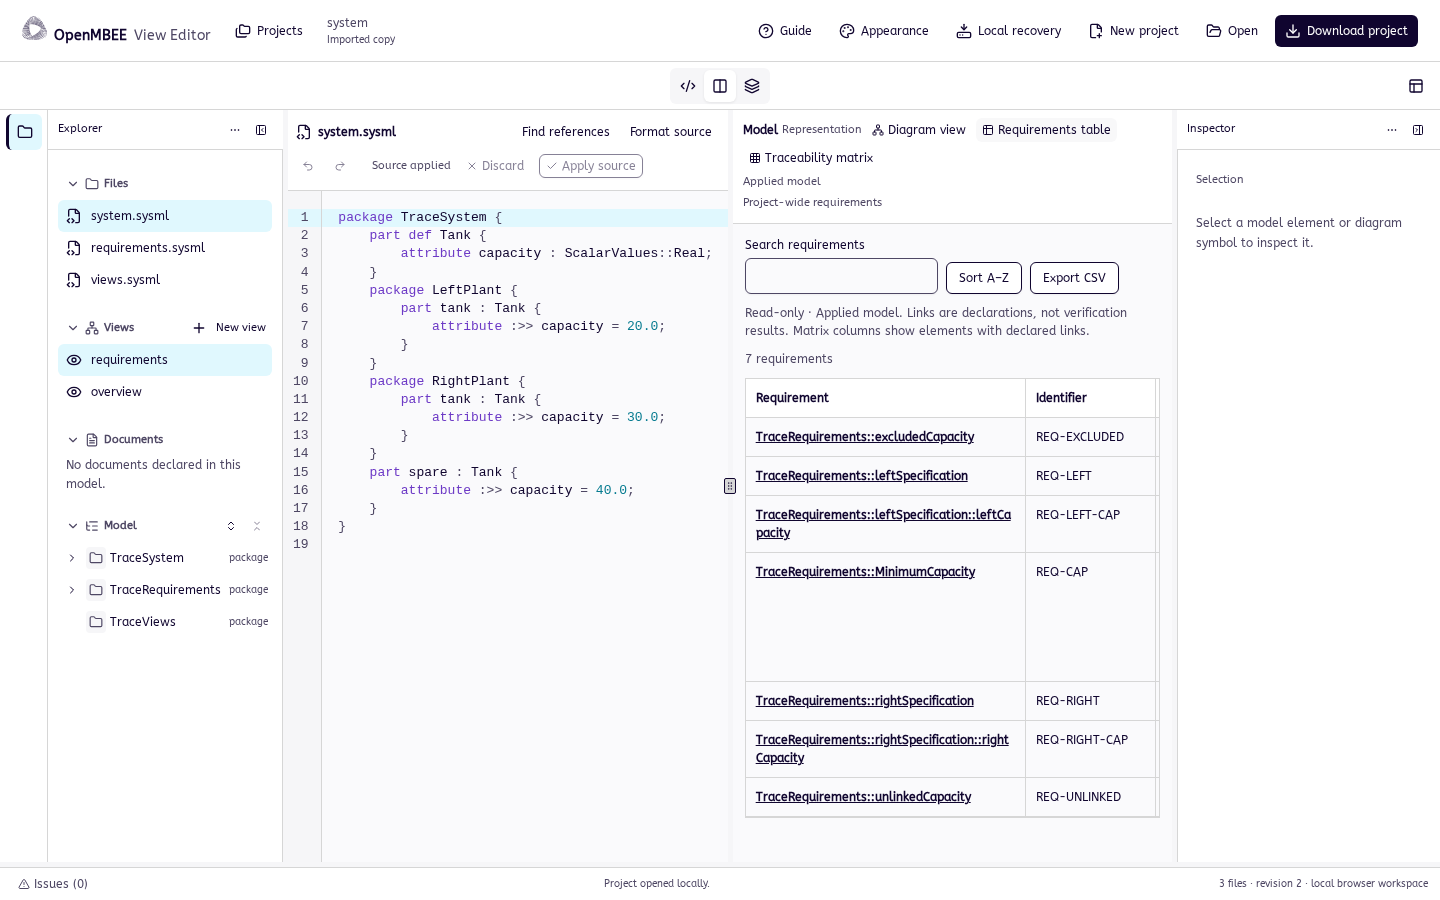 OpenMBEE View Editor
Projects
system
Imported copy
Guide
Appearance
Local recovery
New project
Open
Download project
Explorer
Files
system.sysml
requirements.sysml
views.sysml
Views
New view
requirements
overview
Documents
No documents declared in this
model.
Model
TraceSystem package
TraceRequirements package
TraceViews package
system.sysml
Find references
Format source
Source applied
Discard
Apply source
1 package TraceSystem {
2 part def Tank {
3 attribute capacity : ScalarValues::Real;
4 }
5 package LeftPlant {
6 part tank : Tank {
7 attribute :>> capacity = 20.0;
8 }
9 }
10 package RightPlant {
11 part tank : Tank {
12 attribute :>> capacity = 30.0;
13 }
14 }
15 part spare : Tank {
16 attribute :>> capacity = 40.0;
17 }
18 }
19
Model Representation Diagram view Requirements table
Traceability matrix
Applied model
Project-wide requirements
Search requirements
Sort A–Z
Export CSV
Read-only · Applied model. Links are declarations, not verification
results. Matrix columns show elements with declared links.
7 requirements
Requirement Identifier
TraceRequirements::excludedCapacity REQ-EXCLUDED
TraceRequirements::leftSpecification REQ-LEFT
TraceRequirements::leftSpecification::leftCa REQ-LEFT-CAP
pacity
TraceRequirements::MinimumCapacity REQ-CAP
TraceRequirements::rightSpecification REQ-RIGHT
TraceRequirements::rightSpecification::right REQ-RIGHT-CAP
Capacity
TraceRequirements::unlinkedCapacity REQ-UNLINKED
Inspector
Selection
Select a model element or diagram
symbol to inspect it.
Issues (0)
Project opened locally.
3 files · revision 2 · local browser workspace